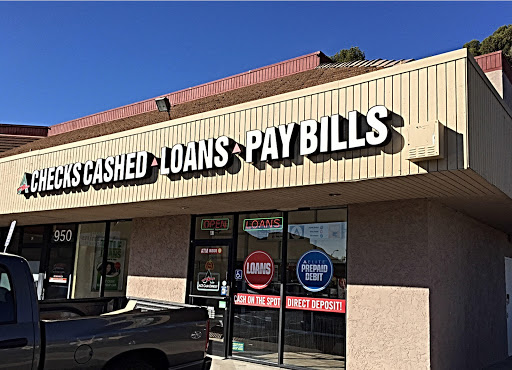 CHECKS CASHED LOANS PAY BILLS
950
OPEN
LOANS
LOANS
PREPAID
DEBIT
CASH ON THE SPOT
DIRECT DEPOSIT!